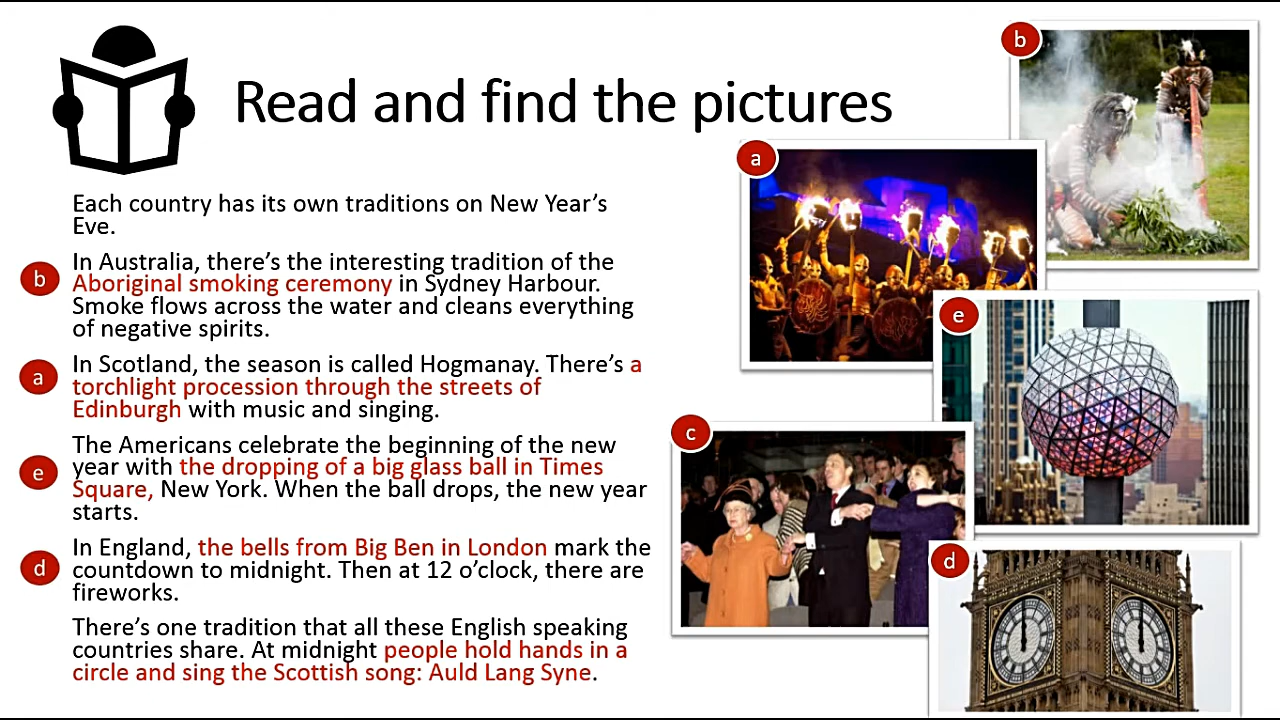 Read and find the pictures
Each country has its own traditions on New Year's
Eve.
b
In Australia, there's the interesting tradition of the
Aboriginal smoking ceremony in Sydney Harbour.
Smoke flows across the water and cleans everything
of negative spirits.
a
In Scotland, the season is called Hogmanay. There's a
torchlight procession through the streets of
Edinburgh with music and singing.
e
The Americans celebrate the beginning of the new
year with the dropping of a big glass ball in Times
Square, New York. When the ball drops, the new year
starts.
d
In England, the bells from Big Ben in London mark the
countdown to midnight. Then at 12 o'clock, there are
fireworks.
There's one tradition that all these English speaking
countries share. At midnight people hold hands in a
circle and sing the Scottish song: Auld Lang Syne.
b
a
e
c
d